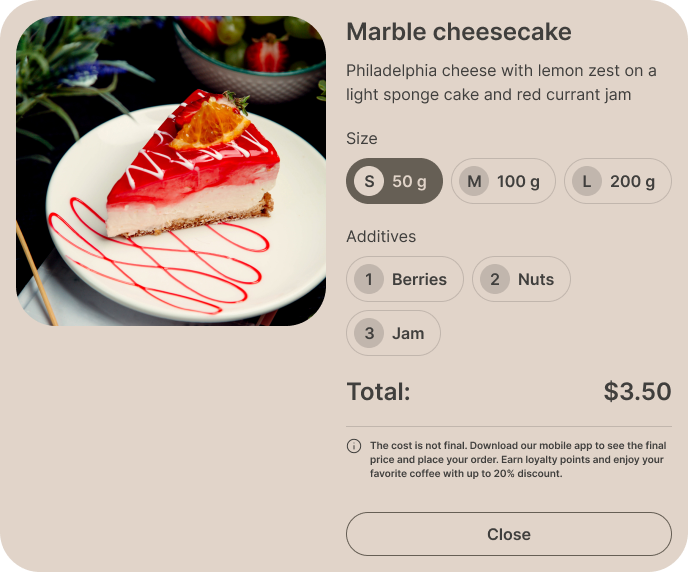 Marble cheesecake
Philadelphia cheese with lemon zest on a
light sponge cake and red currant jam
Size
S 50 g M 100 g L 200 g
Additives
1 Berries 2 Nuts
3 Jam
Total: $3.50
The cost is not final. Download our mobile app to see the final
price and place your order. Earn loyalty points and enjoy your
favorite coffee with up to 20% discount.
Close